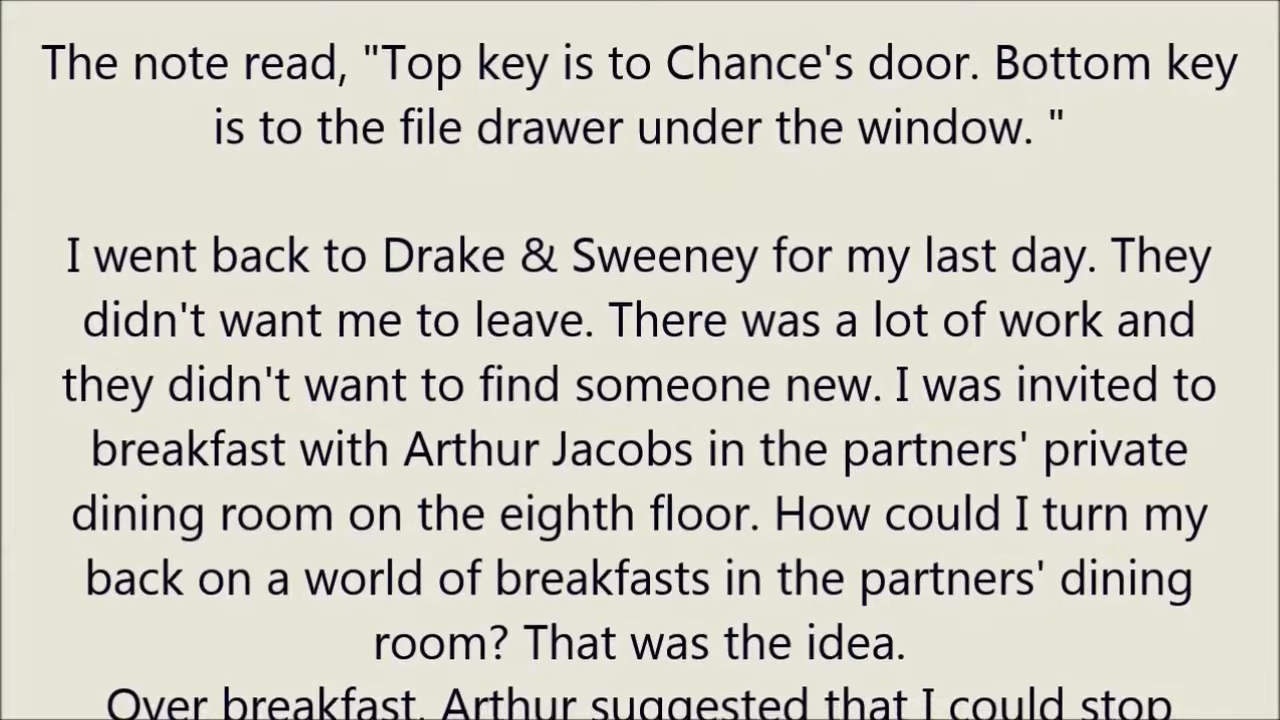 The note read, "Top key is to Chance's door. Bottom key
is to the file drawer under the window. "
I went back to Drake & Sweeney for my last day. They
didn't want me to leave. There was a lot of work and
they didn't want to find someone new. I was invited to
breakfast with Arthur Jacobs in the partners' private
dining room on the eighth floor. How could I turn my
back on a world of breakfasts in the partners' dining
room? That was the idea.
Over breakfast, Arthur suggested that I could stop